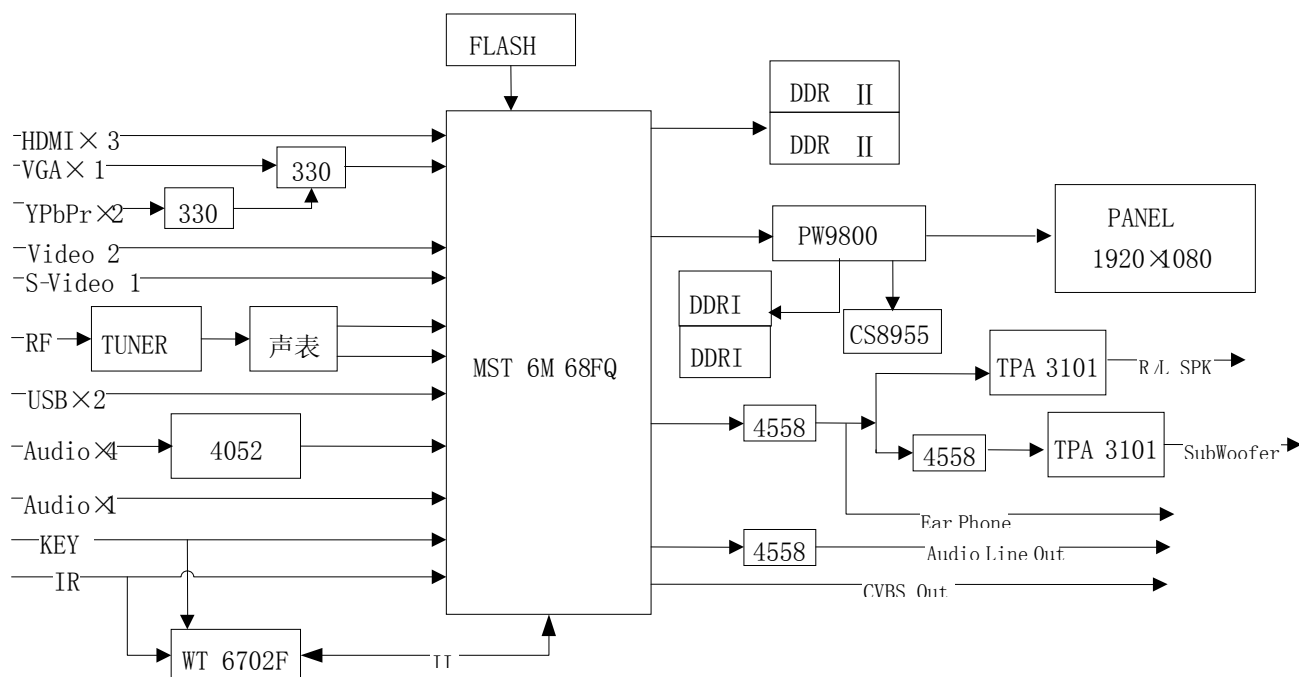 FLASH
DDR II
DDR II
HDMI×3
VGA×1
330
YPbPr×2
330
PW9800
PANEL
1920×1080
Video 2
S-Video 1
DDRI
DDRI
CS8955
RF
TUNER
声表
MST 6M 68FQ
TPA 3101
R/L SPK
USB×2
4558
Audio×4
4052
4558
TPA 3101
SubWoofer
Audio×1
Ear Phone
KEY
4558
Audio Line Out
IR
CVBS Out
WT 6702F